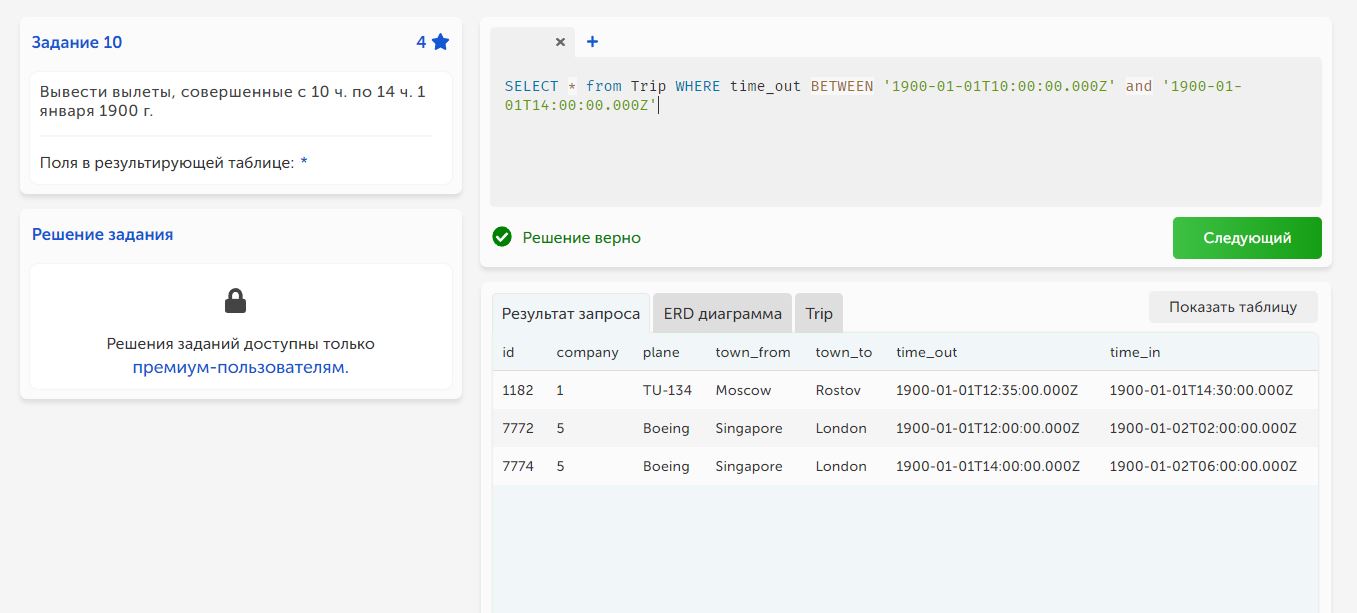 Задание 10
4
Вывести вылеты, совершенные с 10 ч. по 14 ч. 1
января 1900 г.
Поля в результирующей таблице: *
Решение задания
Решения заданий доступны только
премиум-пользователям.
SELECT * from Trip WHERE time_out BETWEEN '1900-01-01T10:00:00.000Z' and '1900-01-
01T14:00:00.000Z'
Решение верно
Следующий
Результат запроса ERD диаграмма Trip
Показать таблицу
id company plane town_from town_to time_out time_in
1182 1 TU-134 Moscow Rostov 1900-01-01T12:35:00.000Z 1900-01-01T14:30:00.000Z
7772 5 Boeing Singapore London 1900-01-01T12:00:00.000Z 1900-01-02T02:00:00.000Z
7774 5 Boeing Singapore London 1900-01-01T14:00:00.000Z 1900-01-02T06:00:00.000Z